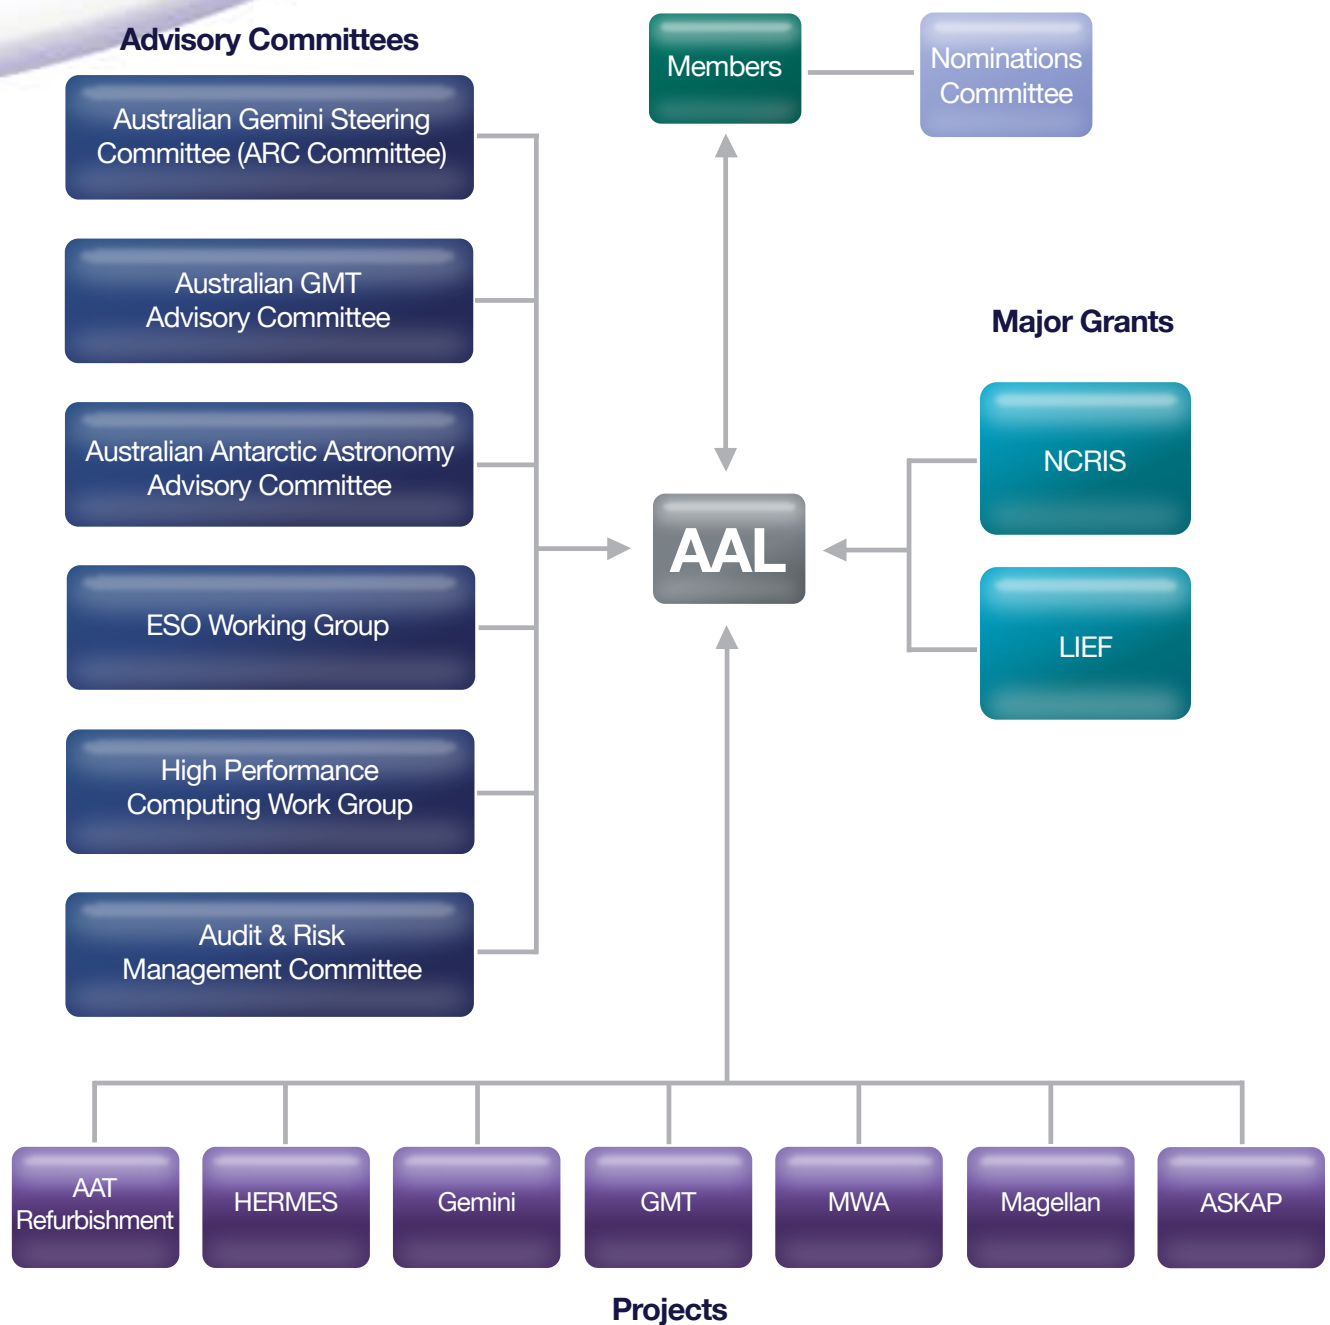 Advisory Committees
Australian Gemini Steering
Committee (ARC Committee)
Australian GMT
Advisory Committee
Australian Antarctic Astronomy
Advisory Committee
ESO Working Group
High Performance
Computing Work Group
Audit & Risk
Management Committee
Members
Nominations
Committee
AAL
Major Grants
NCRIS
LIEF
AAT
Refurbishment
HERMES
Gemini
GMT
MWA
Magellan
ASKAP
Projects